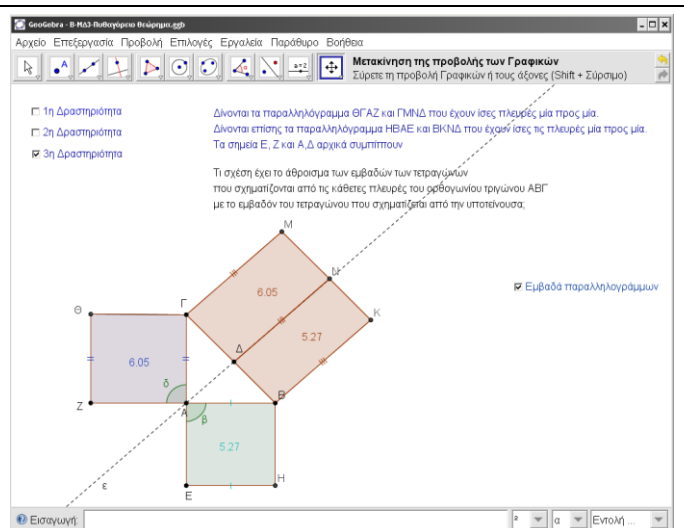 GeoGebra - Β-ΜΔ3-Πυθαγόρειο Θεώρημα.ggb
Αρχείο Επεξεργασία Προβολή Επιλογές Εργαλεία Παράθυρο Βοήθεια
a=2
Μετακίνηση της προβολής των Γραφικών
Σύρετε τη προβολή Γραφικών ή τους άξονες (Shift + Σύρσιμο)
1η Δραστηριότητα
2η Δραστηριότητα
3η Δραστηριότητα
Δίνονται τα παραλληλόγραμμα ΘΓΑΖ και ΓΜΝΔ που έχουν ίσες πλευρές μία προς μία.
Δίνονται επίσης τα παραλληλόγραμμα ΗΒΑΕ και ΒΚΝΔ που έχουν ίσες τις πλευρές μία προς μία.
Τα σημεία Ε, Ζ και Α,Δ αρχικά συμπίπτουν
Τι σχέση έχει το άθροισμα των εμβαδών των τετραγώνων
που σχηματίζονται από τις κάθετες πλευρές του ορθογωνίου τριγώνου ΑΒΓ
με το εμβαδόν του τετραγώνου που σχηματίζεται από την υποτείνουσα;
Μ
Ν
Εμβαδά παραλληλογράμμων
6.05
Θ
Γ
Κ
5.27
Δ
6.05
δ
Ζ
Α
Β
β
5.27
Η
ε
Ε
Εισαγωγή:
²
α
Εντολή ...